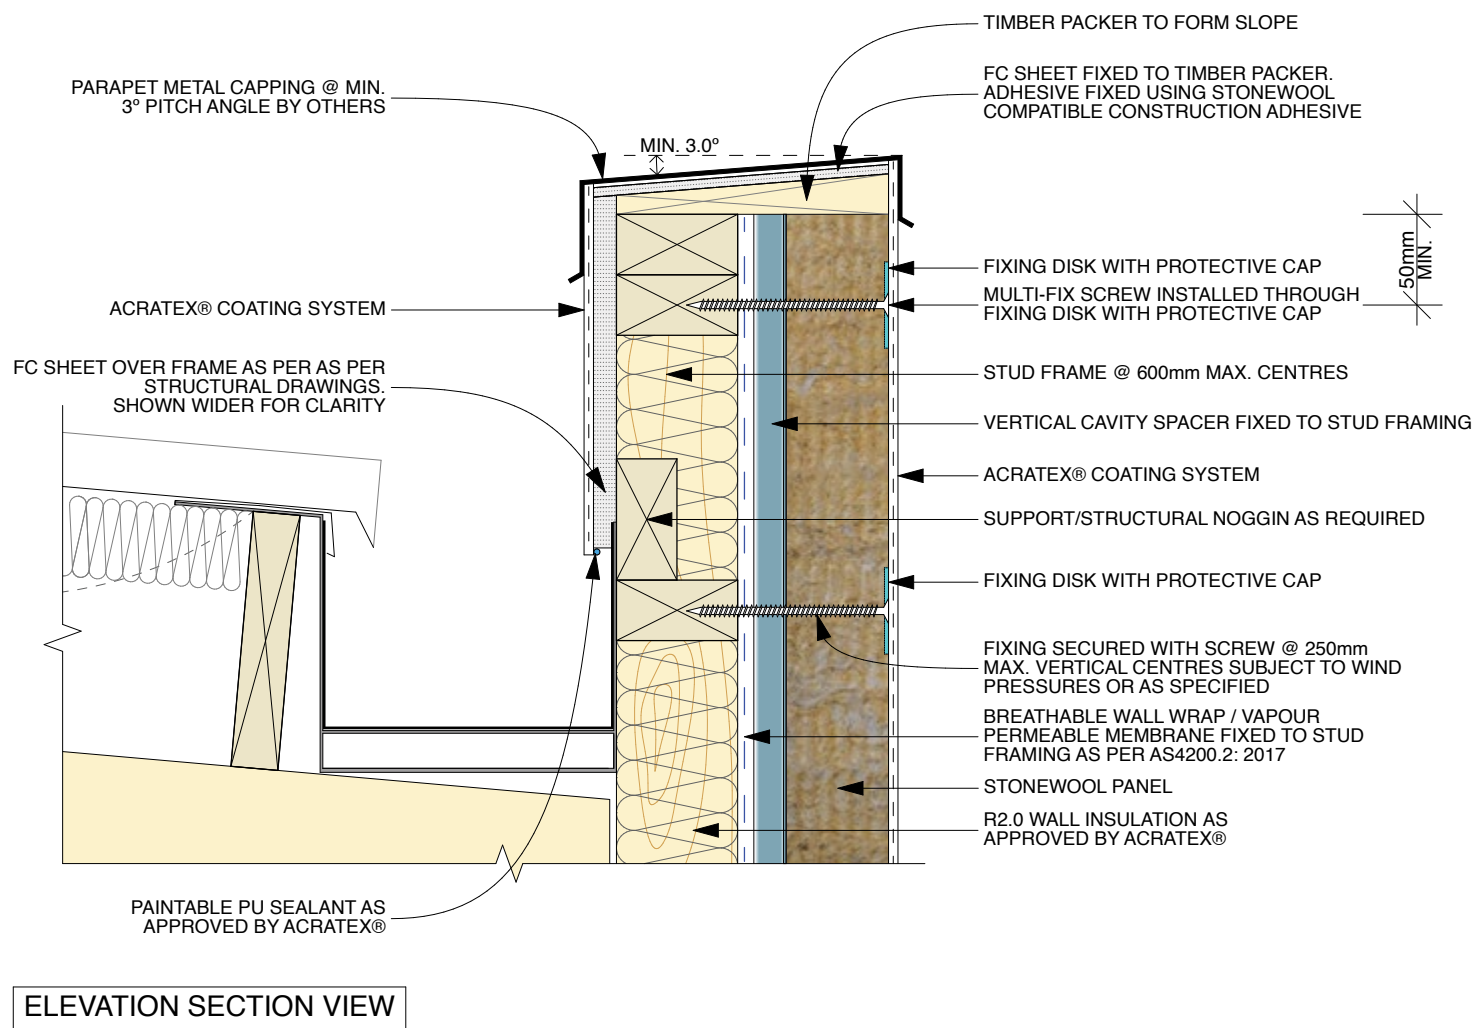 TIMBER PACKER TO FORM SLOPE
FC SHEET FIXED TO TIMBER PACKER.
ADHESIVE FIXED USING STONEWOOL
COMPATIBLE CONSTRUCTION ADHESIVE
PARAPET METAL CAPPING @ MIN.
3º PITCH ANGLE BY OTHERS
MIN. 3.0º
50mm
MIN.
FIXING DISK WITH PROTECTIVE CAP
MULTI-FIX SCREW INSTALLED THROUGH
FIXING DISK WITH PROTECTIVE CAP
ACRATEX® COATING SYSTEM
FC SHEET OVER FRAME AS PER AS PER
STRUCTURAL DRAWINGS.
SHOWN WIDER FOR CLARITY
STUD FRAME @ 600mm MAX. CENTRES
VERTICAL CAVITY SPACER FIXED TO STUD FRAMING
ACRATEX® COATING SYSTEM
SUPPORT/STRUCTURAL NOGGIN AS REQUIRED
FIXING DISK WITH PROTECTIVE CAP
FIXING SECURED WITH SCREW @ 250mm
MAX. VERTICAL CENTRES SUBJECT TO WIND
PRESSURES OR AS SPECIFIED
BREATHABLE WALL WRAP / VAPOUR
PERMEABLE MEMBRANE FIXED TO STUD
FRAMING AS PER AS4200.2: 2017
STONEWOOL PANEL
R2.0 WALL INSULATION AS
APPROVED BY ACRATEX®
PAINTABLE PU SEALANT AS
APPROVED BY ACRATEX®
ELEVATION SECTION VIEW